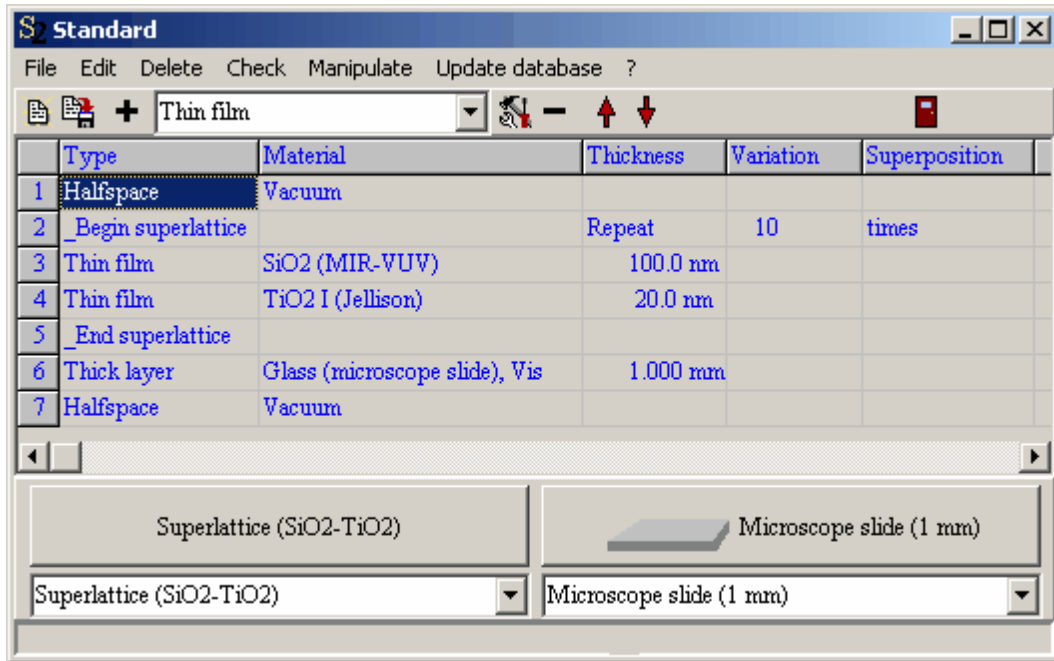 S2 Standard
File Edit Delete Check Manipulate Update database ?
Thin film
Type Material Thickness Variation Superposition
1 Halfspace Vacuum
2 _Begin superlattice Repeat 10 times
3 Thin film SiO2 (MIR-VUV) 100.0 nm
4 Thin film TiO2 I (Jellison) 20.0 nm
5 _End superlattice
6 Thick layer Glass (microscope slide), Vis 1.000 mm
7 Halfspace Vacuum
Superlattice (SiO2-TiO2) Microscope slide (1 mm)
Superlattice (SiO2-TiO2) Microscope slide (1 mm)